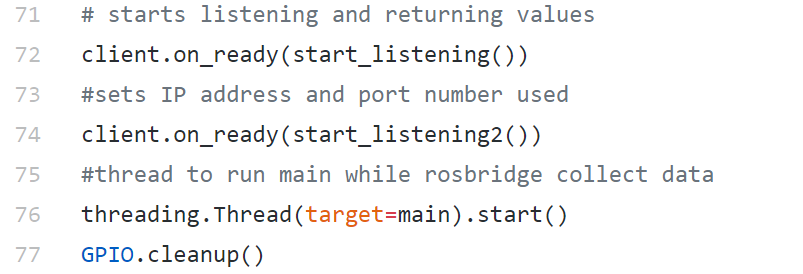 71 # starts listening and returning values
72 client.on_ready(start_listening())
73 #sets IP address and port number used
74 client.on_ready(start_listening2())
75 #thread to run main while rosbridge collect data
76 threading.Thread(target=main).start()
77 GPIO.cleanup()